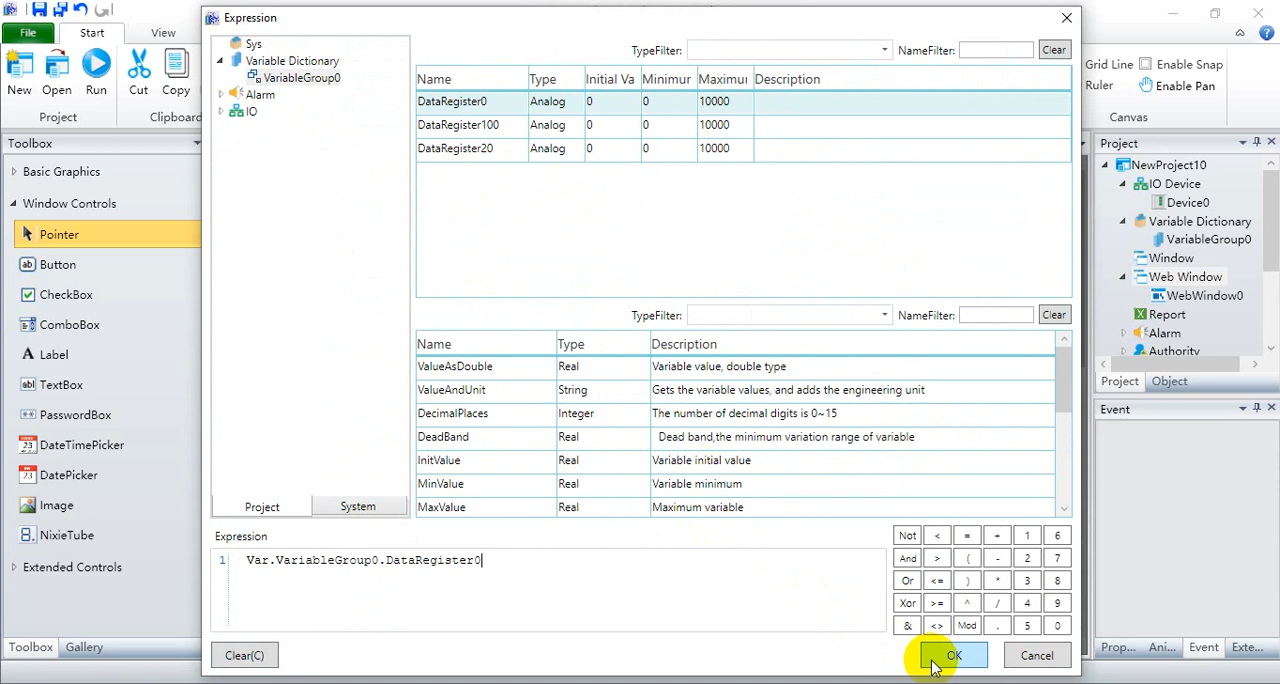 Expression
File
Start
View
New
Open
Run
Cut
Copy
Project
Clipboard
Grid Line
Enable Snap
Ruler
Enable Pan
Canvas
Toolbox
Basic Graphics
Window Controls
Pointer
Button
CheckBox
ComboBox
Label
TextBox
PasswordBox
DateTimePicker
DatePicker
Image
NixieTube
Extended Controls
Toolbox
Gallery
Sys
Variable Dictionary
VariableGroup0
Alarm
IO
Project
System
TypeFilter:
NameFilter:
Clear
Name Type Initial Va Minimur Maximu Description
DataRegister0 Analog 0 0 10000
DataRegister100 Analog 0 0 10000
DataRegister20 Analog 0 0 10000
TypeFilter:
NameFilter:
Clear
Name Type Description
ValueAsDouble Real Variable value, double type
ValueAndUnit String Gets the variable values, and adds the engineering unit
DecimalPlaces Integer The number of decimal digits is 0~15
DeadBand Real Dead band,the minimum variation range of variable
InitValue Real Variable initial value
MinValue Real Variable minimum
MaxValue Real Maximum variable
Expression
1 Var.VariableGroup0.DataRegister0
Not < = + 1 6
And > ( - 2 7
Or <= ) * 3 8
Xor >= ^ / 4 9
& <> Mod . 5 0
Clear(C)
OK
Cancel
Project
NewProject10
IO Device
Device0
Variable Dictionary
VariableGroup0
Window
Web Window
WebWindow0
Report
Alarm
Authority
Project
Object
Event
Prop...
Ani...
Event
Exte...